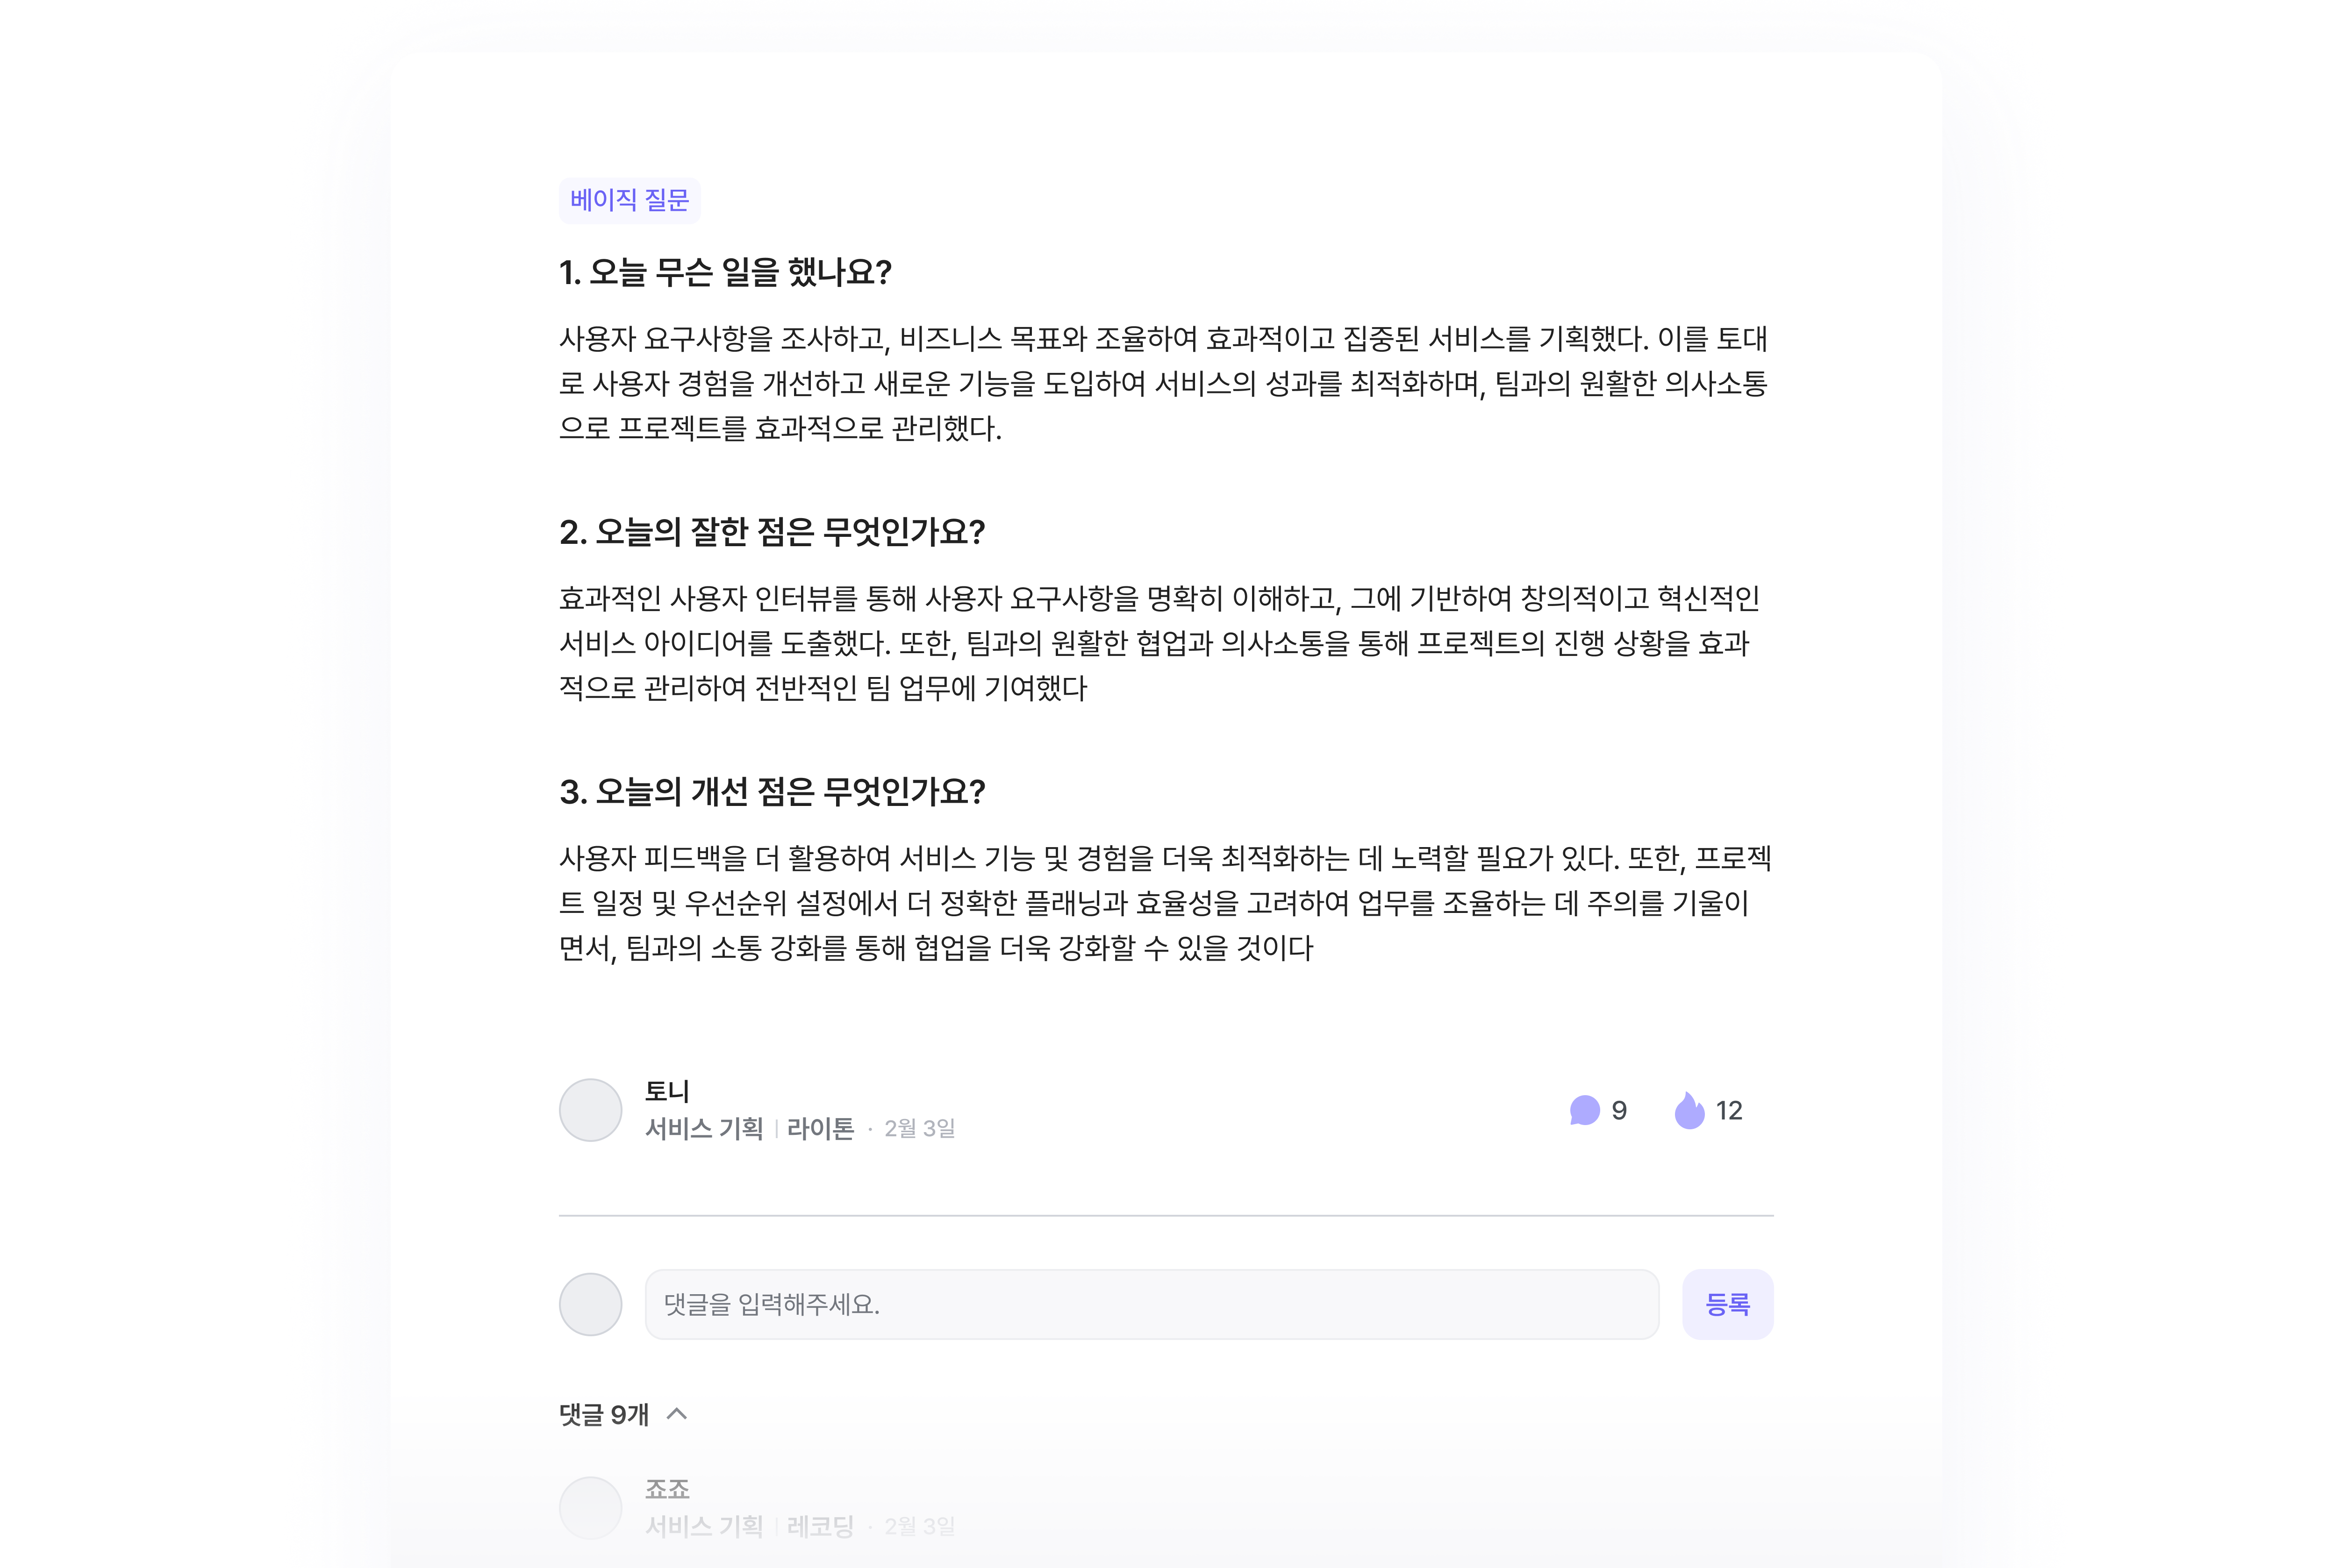 베이직 질문
1. 오늘 무슨 일을 했나요?
사용자 요구사항을 조사하고, 비즈니스 목표와 조율하여 효과적이고 집중된 서비스를 기획했다. 이를 토대
로 사용자 경험을 개선하고 새로운 기능을 도입하여 서비스의 성과를 최적화하며, 팀과의 원활한 의사소통
으로 프로젝트를 효과적으로 관리했다.
2. 오늘의 잘한 점은 무엇인가요?
효과적인 사용자 인터뷰를 통해 사용자 요구사항을 명확히 이해하고, 그에 기반하여 창의적이고 혁신적인
서비스 아이디어를 도출했다. 또한, 팀과의 원활한 협업과 의사소통을 통해 프로젝트의 진행 상황을 효과
적으로 관리하여 전반적인 팀 업무에 기여했다
3. 오늘의 개선 점은 무엇인가요?
사용자 피드백을 더 활용하여 서비스 기능 및 경험을 더욱 최적화하는 데 노력할 필요가 있다. 또한, 프로젝
트 일정 및 우선순위 설정에서 더 정확한 플래닝과 효율성을 고려하여 업무를 조율하는 데 주의를 기울이
면서, 팀과의 소통 강화를 통해 협업을 더욱 강화할 수 있을 것이다
토니
서비스 기획 | 라이톤 · 2월 3일
9 12
댓글을 입력해주세요.
등록
댓글 9개
죠죠
서비스 기획 | 레코딩 · 2월 3일